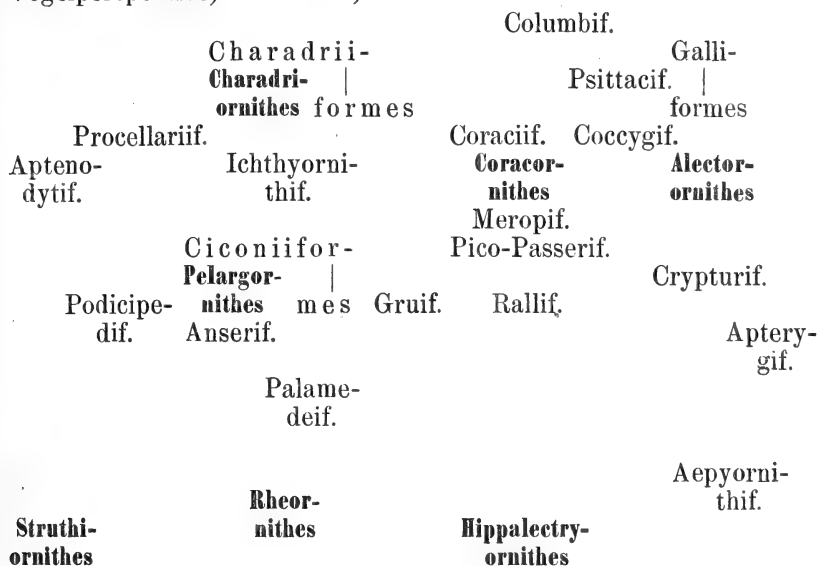 Columbif.
Charadrii- Galli-
Charadri- | Psittacif. |
ornithes formes formes
Procellariif. Coraciif. Coccygif.
Apteno- Ichthyorni- Coracor- Alector-
dytif. thif. nithes ornithes
Meropif.
Ciconiifor- Pico-Passerif.
Pelargor- | Crypturif.
Podicipe- nithes mes Gruif. Rallif.
dif. Anserif. Aptery-
gif.
Palame-
deif.
Aepyorni-
Rheor- thif.
Struthi- nithes Hippalectry-
ornithes ornithes